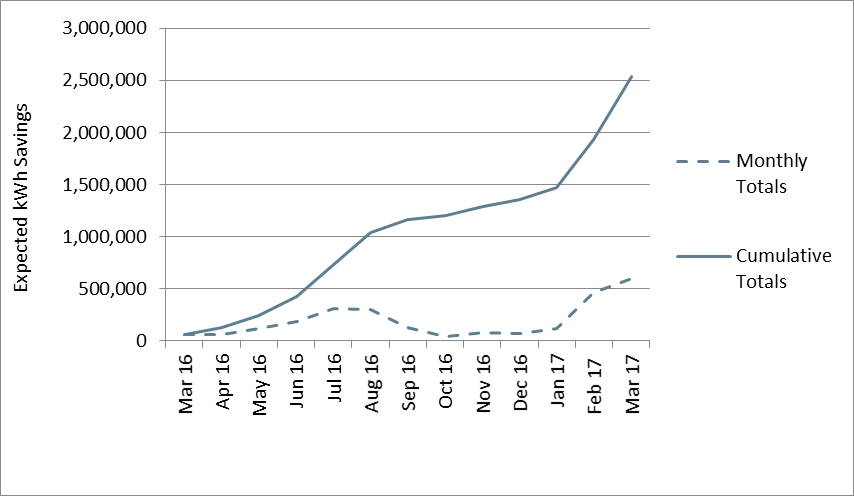 3,000,000
2,500,000
2,000,000
1,500,000
1,000,000
500,000
0
Expected kWh Savings
Mar 16
Apr 16
May 16
Jun 16
Jul 16
Aug 16
Sep 16
Oct 16
Nov 16
Dec 16
Jan 17
Feb 17
Mar 17
Monthly
Totals
Cumulative
Totals